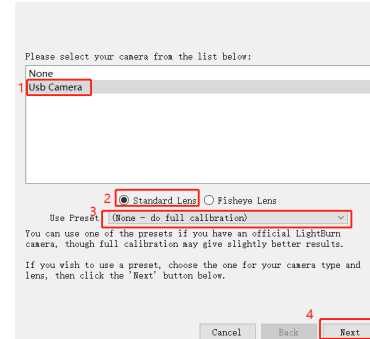 Please select your camera from the list below:
None
1 Usb Camera
2 Standard Lens Fisheye Lens
3 Use Preset (None - do full calibration)
You can use one of the presets if you have an official LightBurn
camera, though full calibration may give slightly better results.
If you wish to use a preset, choose the one for your camera type and
lens, then click the 'Next' button below.
4
Cancel Back Next